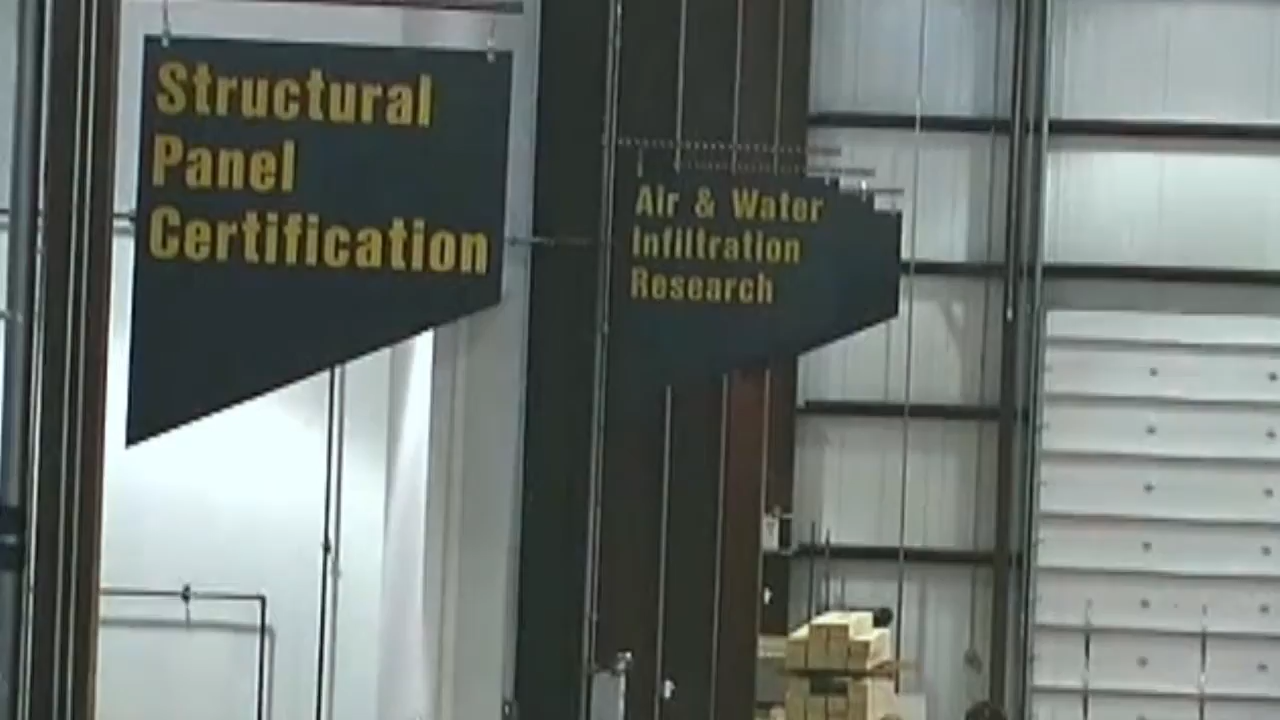 Structural
Panel
Certification
Air & Water
Infiltration
Research